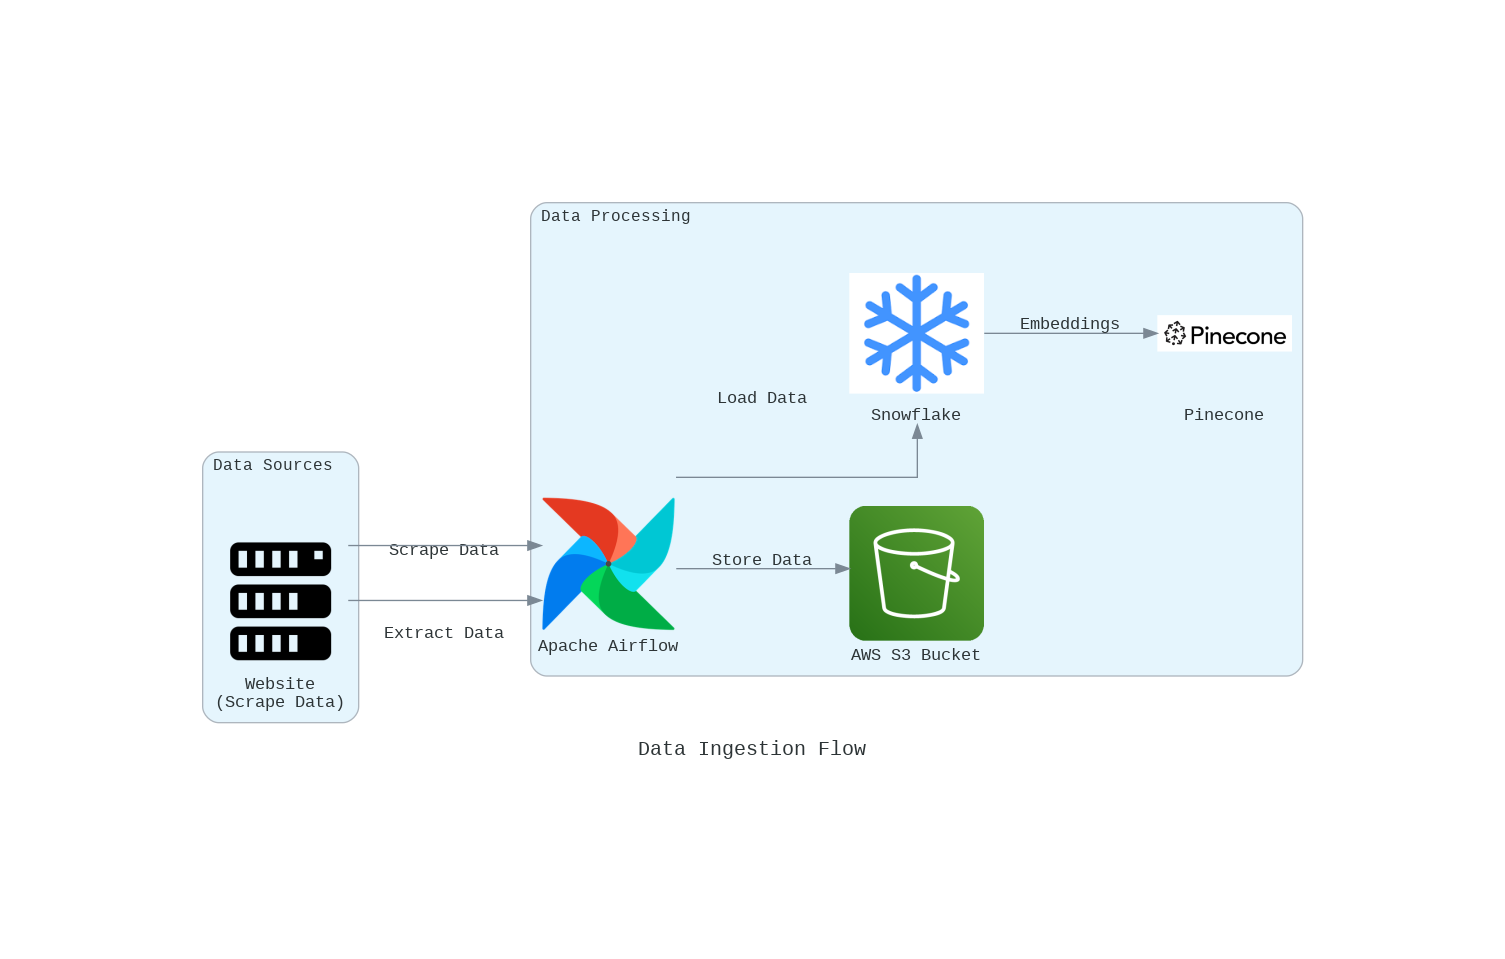 Data Processing
Embeddings
Pinecone
Load Data
Snowflake
Pinecone
Data Sources
Scrape Data
Store Data
Extract Data
Apache Airflow
AWS S3 Bucket
Website
(Scrape Data)
Data Ingestion Flow